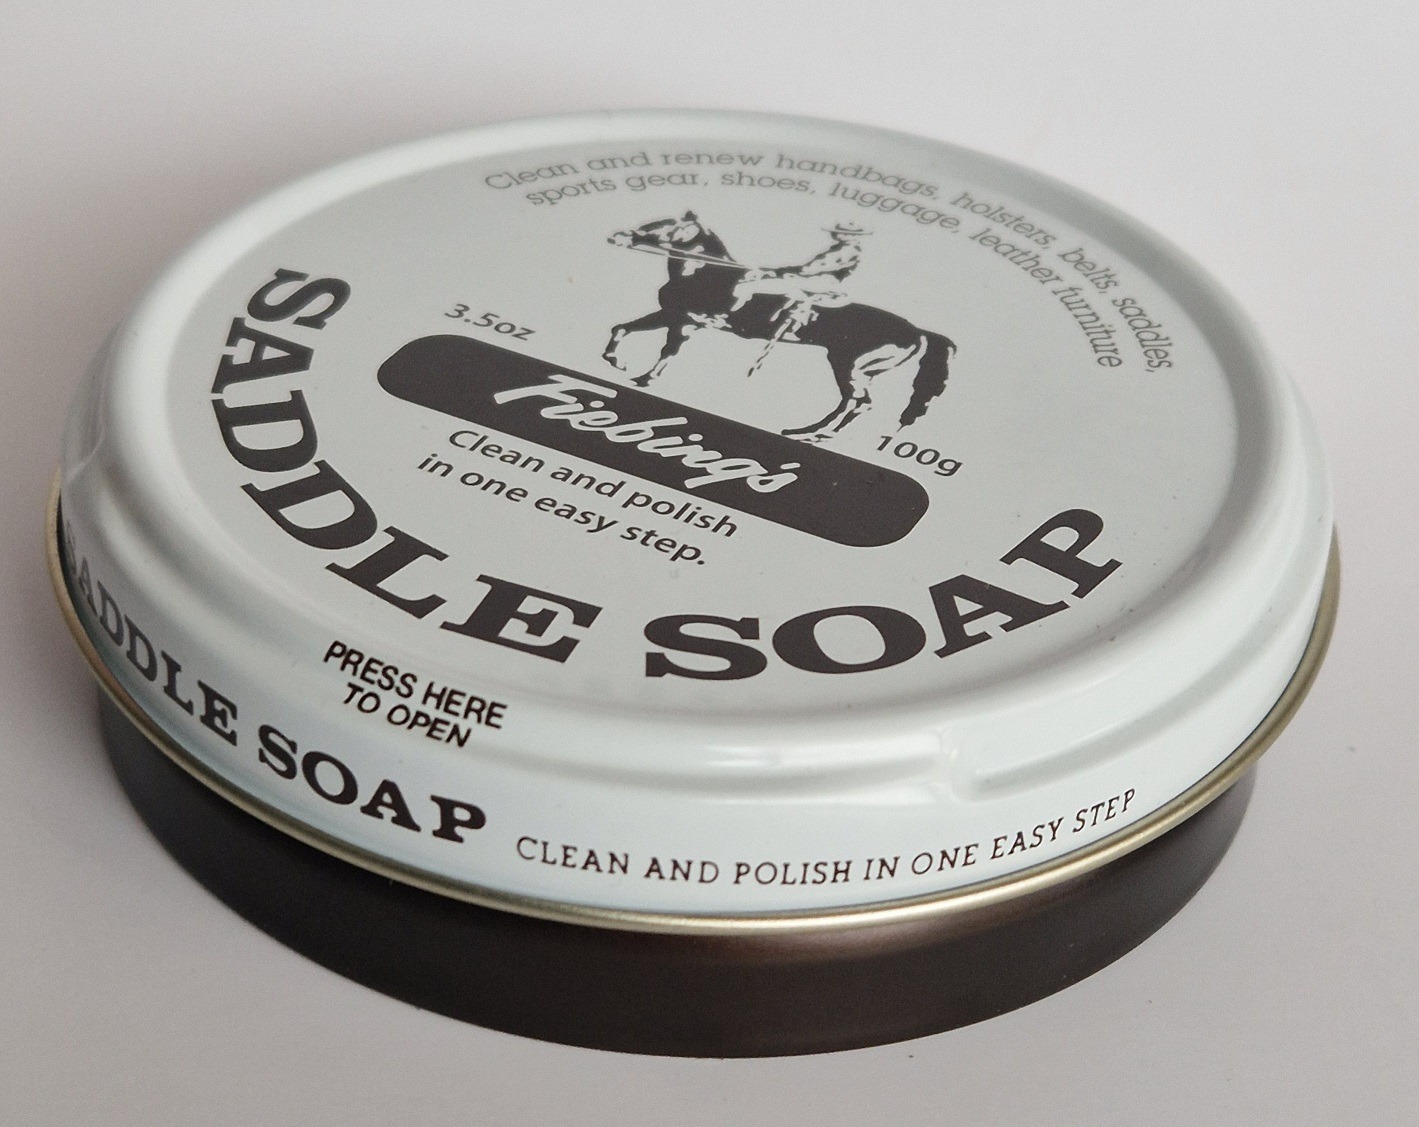 Clean and renew handbags, holsters, belts, saddles,
sports gear, shoes, luggage, leather furniture
3.5oz
100g
Fiebing's
Clean and polish
in one easy step.
SADDLE SOAP
PRESS HERE
TO OPEN
SADDLE SOAP CLEAN AND POLISH IN ONE EASY STEP